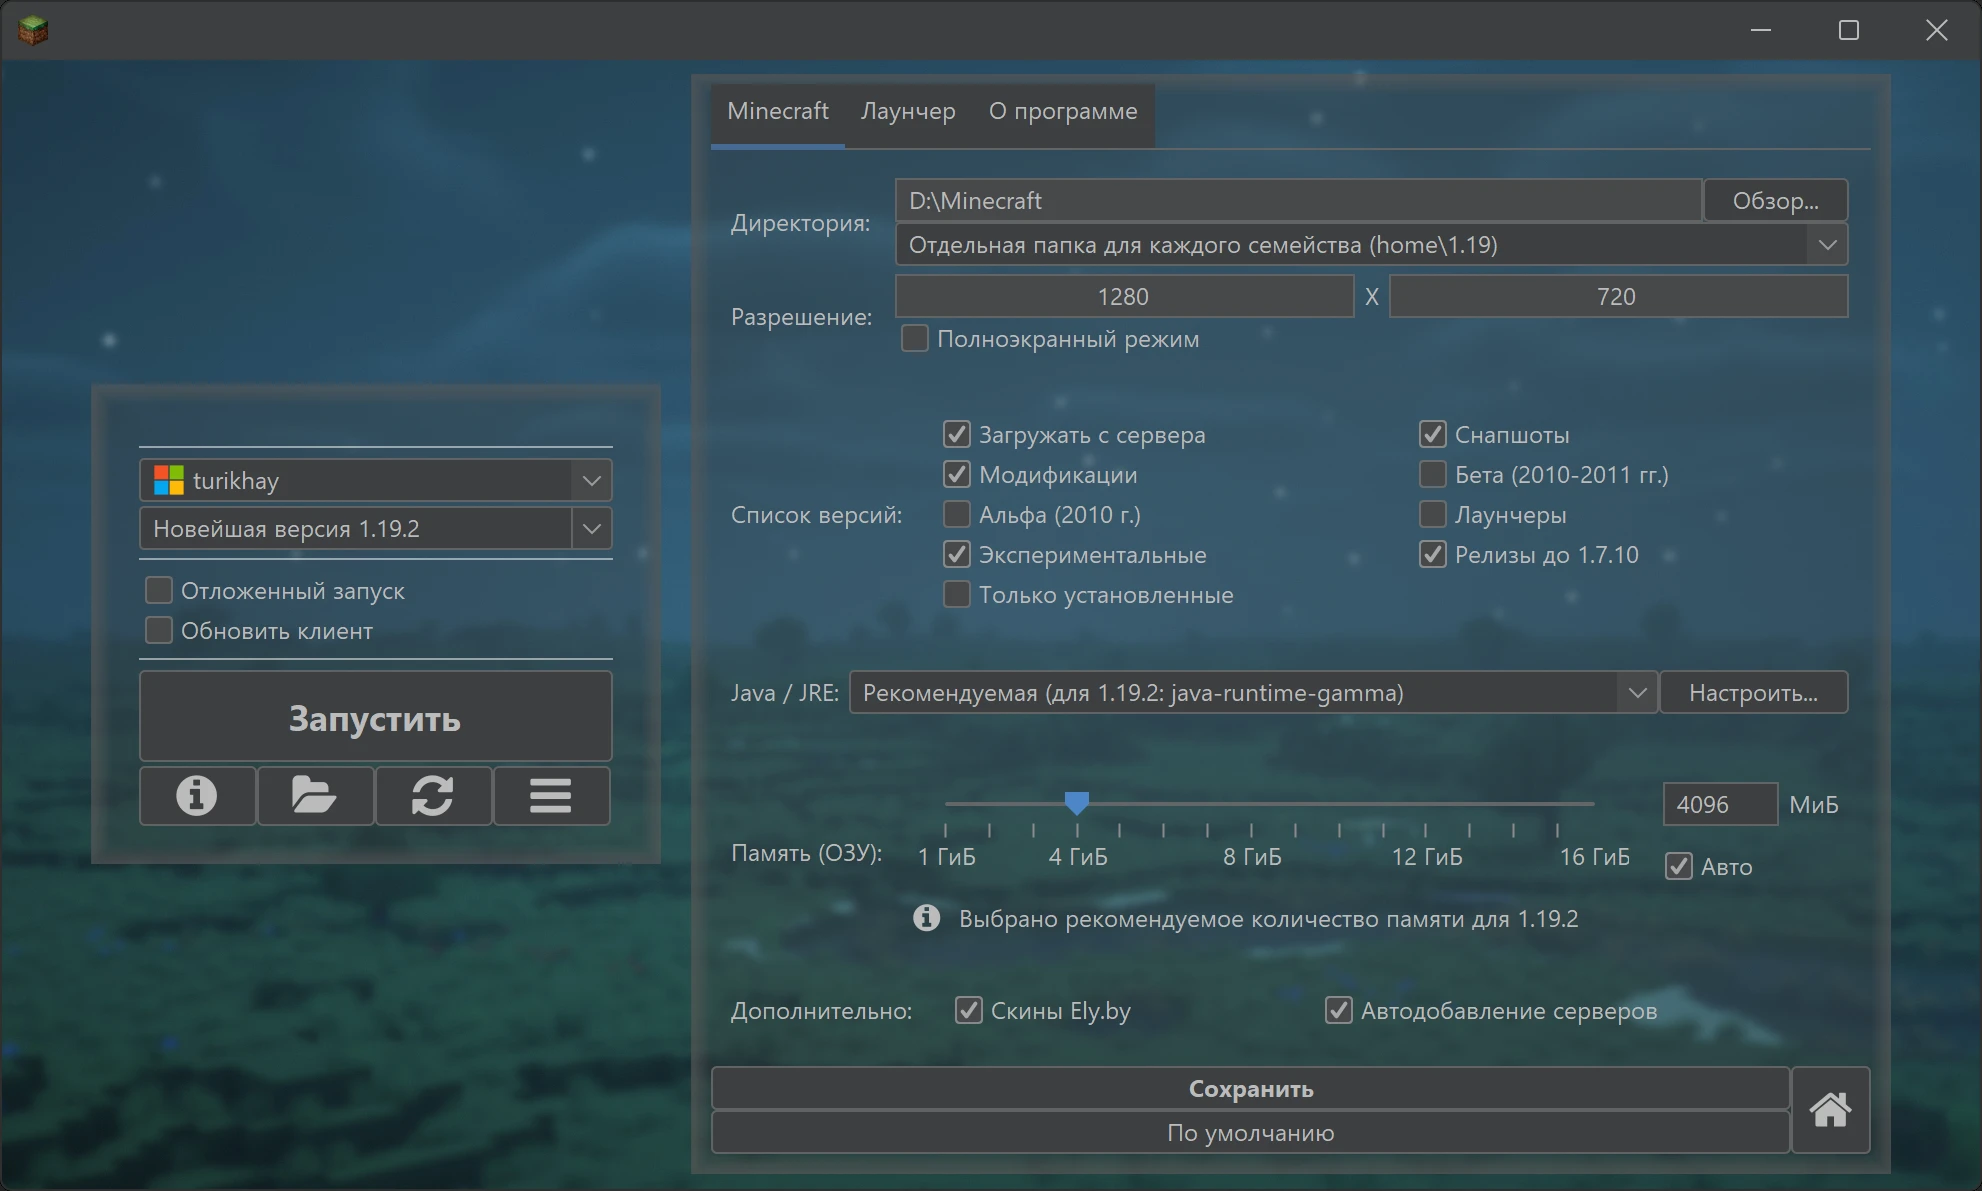 turikhay
Новейшая версия 1.19.2
Отложенный запуск
Обновить клиент
Запустить
Minecraft Лаунчер О программе
Директория:
D:\Minecraft Обзор...
Отдельная папка для каждого семейства (home\1.19)
Разрешение:
1280 X 720
Полноэкранный режим
Список версий:
Загружать с сервера Снапшоты
Модификации Бета (2010-2011 гг.)
Альфа (2010 г.) Лаунчеры
Экспериментальные Релизы до 1.7.10
Только установленные
Java / JRE: Рекомендуемая (для 1.19.2: java-runtime-gamma) Настроить...
4096 МиБ
Память (ОЗУ): 1 ГиБ 4 ГиБ 8 ГиБ 12 ГиБ 16 ГиБ
Авто
Выбрано рекомендуемое количество памяти для 1.19.2
Дополнительно: Скины Ely.by Автодобавление серверов
Сохранить
По умолчанию